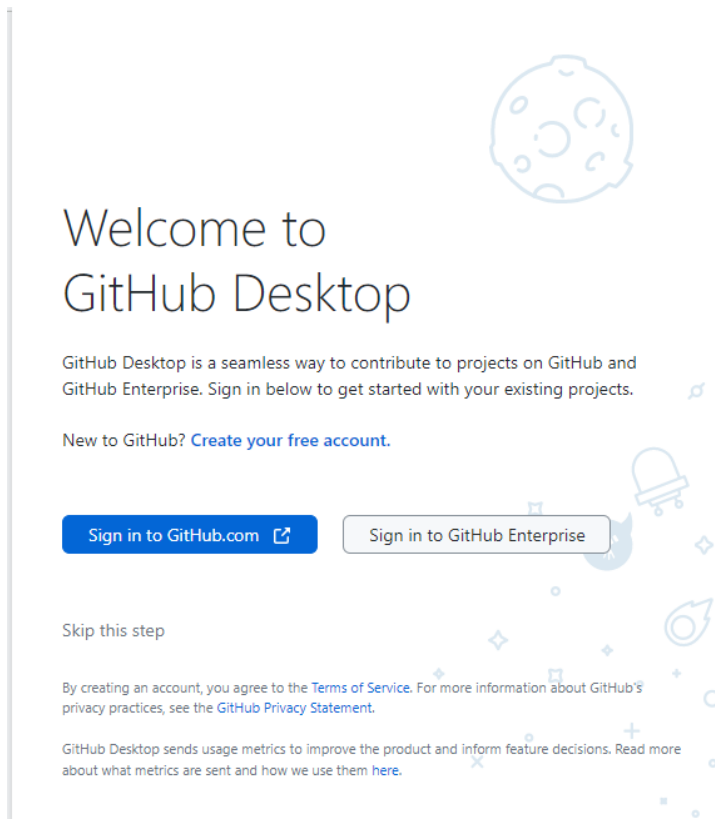 Welcome to
GitHub Desktop
GitHub Desktop is a seamless way to contribute to projects on GitHub and
GitHub Enterprise. Sign in below to get started with your existing projects.
New to GitHub? Create your free account.
Sign in to GitHub.com
Sign in to GitHub Enterprise
Skip this step
By creating an account, you agree to the Terms of Service. For more information about GitHub's
privacy practices, see the GitHub Privacy Statement.
GitHub Desktop sends usage metrics to improve the product and inform feature decisions. Read more
about what metrics are sent and how we use them here.